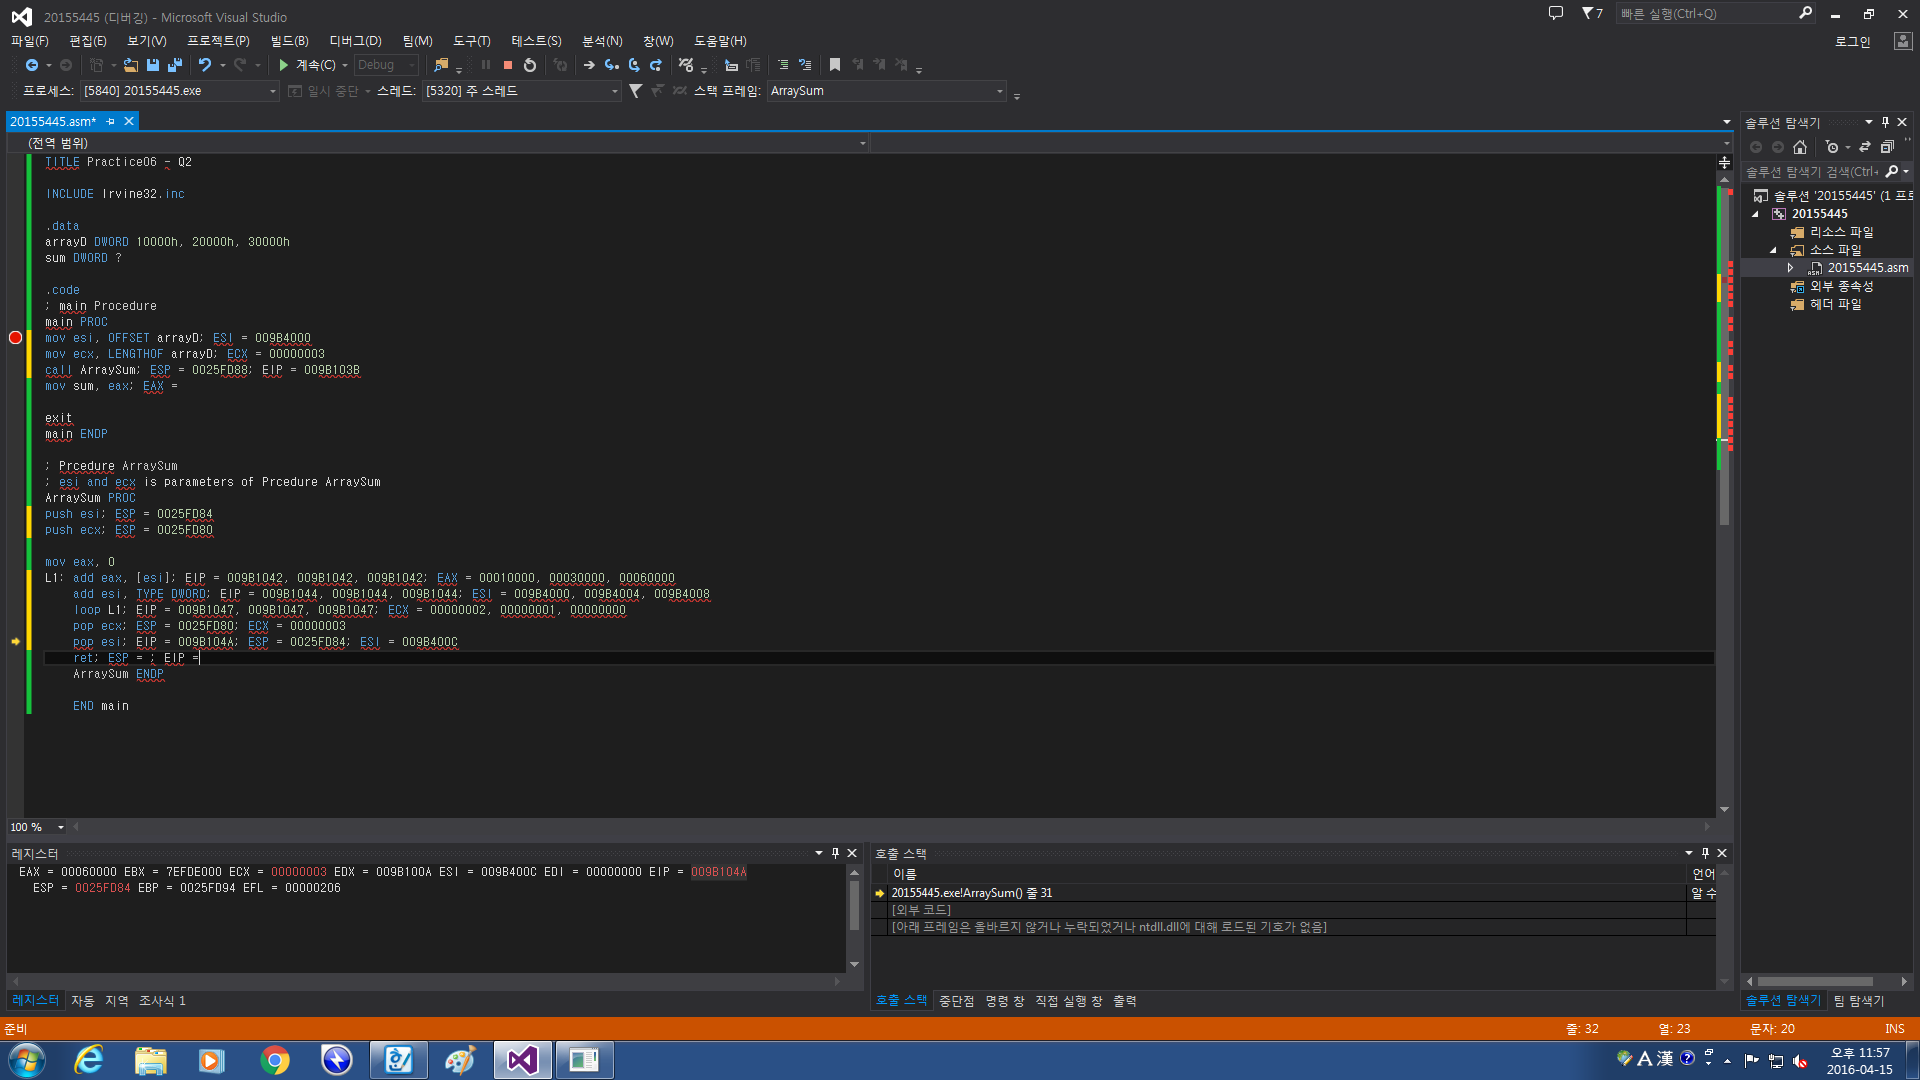 20155445 (디버깅) - Microsoft Visual Studio
7
빠른 실행(Ctrl+Q)
파일(F) 편집(E) 보기(V) 프로젝트(P) 빌드(B) 디버그(D) 팀(M) 도구(T) 테스트(S) 분석(N) 창(W) 도움말(H)
로그인
계속(C) Debug
프로세스: [5840] 20155445.exe 일시 중단 스레드: [5320] 주 스레드 스택 프레임: ArraySum
20155445.asm*
(전역 범위)
TITLE Practice06 - Q2
INCLUDE Irvine32.inc
.data
arrayD DWORD 10000h, 20000h, 30000h
sum DWORD ?
.code
; main Procedure
main PROC
mov esi, OFFSET arrayD; ESI = 009B4000
mov ecx, LENGTHOF arrayD; ECX = 00000003
call ArraySum; ESP = 0025FD88; EIP = 009B103B
mov sum, eax; EAX =
exit
main ENDP
; Prcedure ArraySum
; esi and ecx is parameters of Prcedure ArraySum
ArraySum PROC
push esi; ESP = 0025FD84
push ecx; ESP = 0025FD80
mov eax, 0
L1: add eax, [esi]; EIP = 009B1042, 009B1042, 009B1042; EAX = 00010000, 00030000, 00060000
add esi, TYPE DWORD; EIP = 009B1044, 009B1044, 009B1044; ESI = 009B4000, 009B4004, 009B4008
loop L1; EIP = 009B1047, 009B1047, 009B1047; ECX = 00000002, 00000001, 00000000
pop ecx; ESP = 0025FD80; ECX = 00000003
pop esi; EIP = 009B104A; ESP = 0025FD84; ESI = 009B400C
ret; ESP = ; EIP =
ArraySum ENDP
END main
100 %
솔루션 탐색기
솔루션 탐색기 검색(Ctrl+
솔루션 '20155445' (1 프로
20155445
리소스 파일
소스 파일
20155445.asm
외부 종속성
헤더 파일
솔루션 탐색기 팀 탐색기
레지스터
EAX = 00060000 EBX = 7EFDE000 ECX = 00000003 EDX = 009B100A ESI = 009B400C EDI = 00000000 EIP = 009B104A
ESP = 0025FD84 EBP = 0025FD94 EFL = 00000206
레지스터 자동 지역 조사식 1
호출 스택
이름 언어
20155445.exe!ArraySum() 줄 31 알 수
[외부 코드]
[아래 프레임은 올바르지 않거나 누락되었거나 ntdll.dll에 대해 로드된 기호가 없음]
호출 스택 중단점 명령 창 직접 실행 창 출력
준비 줄: 32 열: 23 문자: 20 INS
A 漢
오후 11:57
2016-04-15